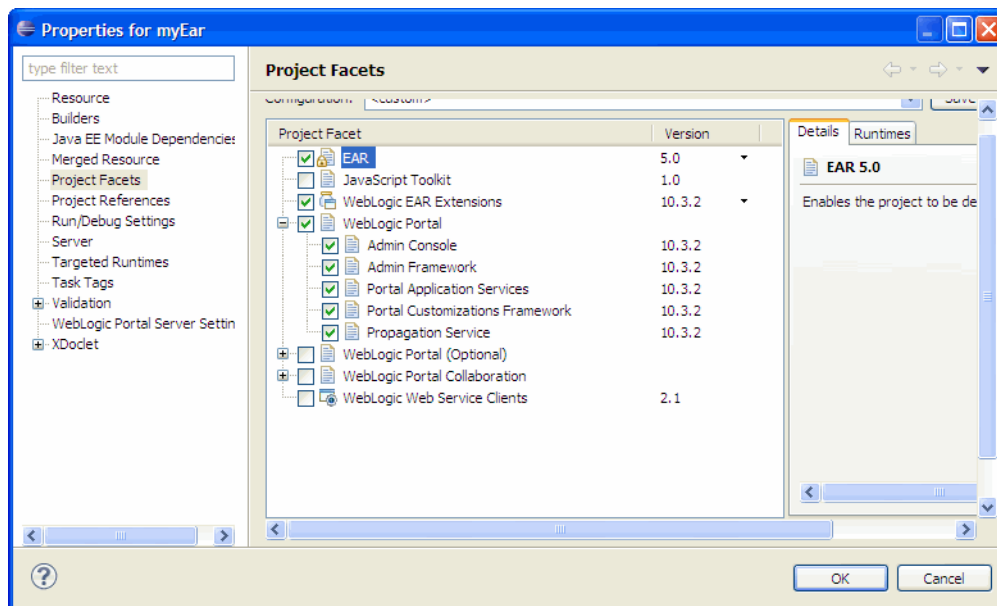 Properties for myEar
type filter text
Resource
Builders
Java EE Module Dependencies
Merged Resource
Project Facets
Project References
Run/Debug Settings
Server
Targeted Runtimes
Task Tags
Validation
WebLogic Portal Server Settin
XDoclet
Project Facets
Configuration: <custom> Save
Project Facet Version
EAR 5.0
JavaScript Toolkit 1.0
WebLogic EAR Extensions 10.3.2
WebLogic Portal
Admin Console 10.3.2
Admin Framework 10.3.2
Portal Application Services 10.3.2
Portal Customizations Framework 10.3.2
Propagation Service 10.3.2
WebLogic Portal (Optional)
WebLogic Portal Collaboration
WebLogic Web Service Clients 2.1
Details Runtimes
EAR 5.0
Enables the project to be de
?
OK Cancel